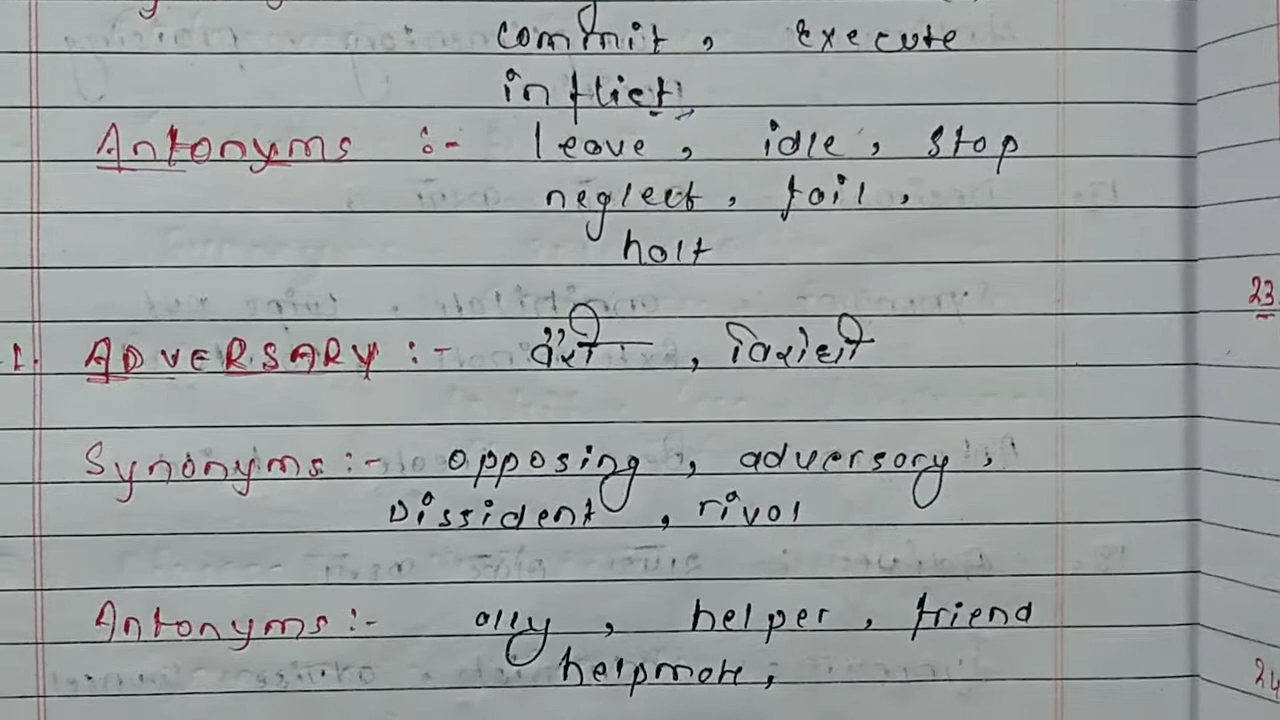 commit, execute
inflict
Antonyms :- leave, idle, stop
neglect, fail,
halt
23
1. ADVERSARY :- वैरी, विरोधी
Synonyms :- opposing, adversary,
Dissident, rival
Antonyms :- ally, helper, friend
helpmate,
24